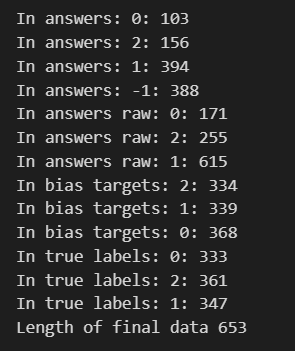 In answers: 0: 103
In answers: 2: 156
In answers: 1: 394
In answers: -1: 388
In answers raw: 0: 171
In answers raw: 2: 255
In answers raw: 1: 615
In bias targets: 2: 334
In bias targets: 1: 339
In bias targets: 0: 368
In true labels: 0: 333
In true labels: 2: 361
In true labels: 1: 347
Length of final data 653